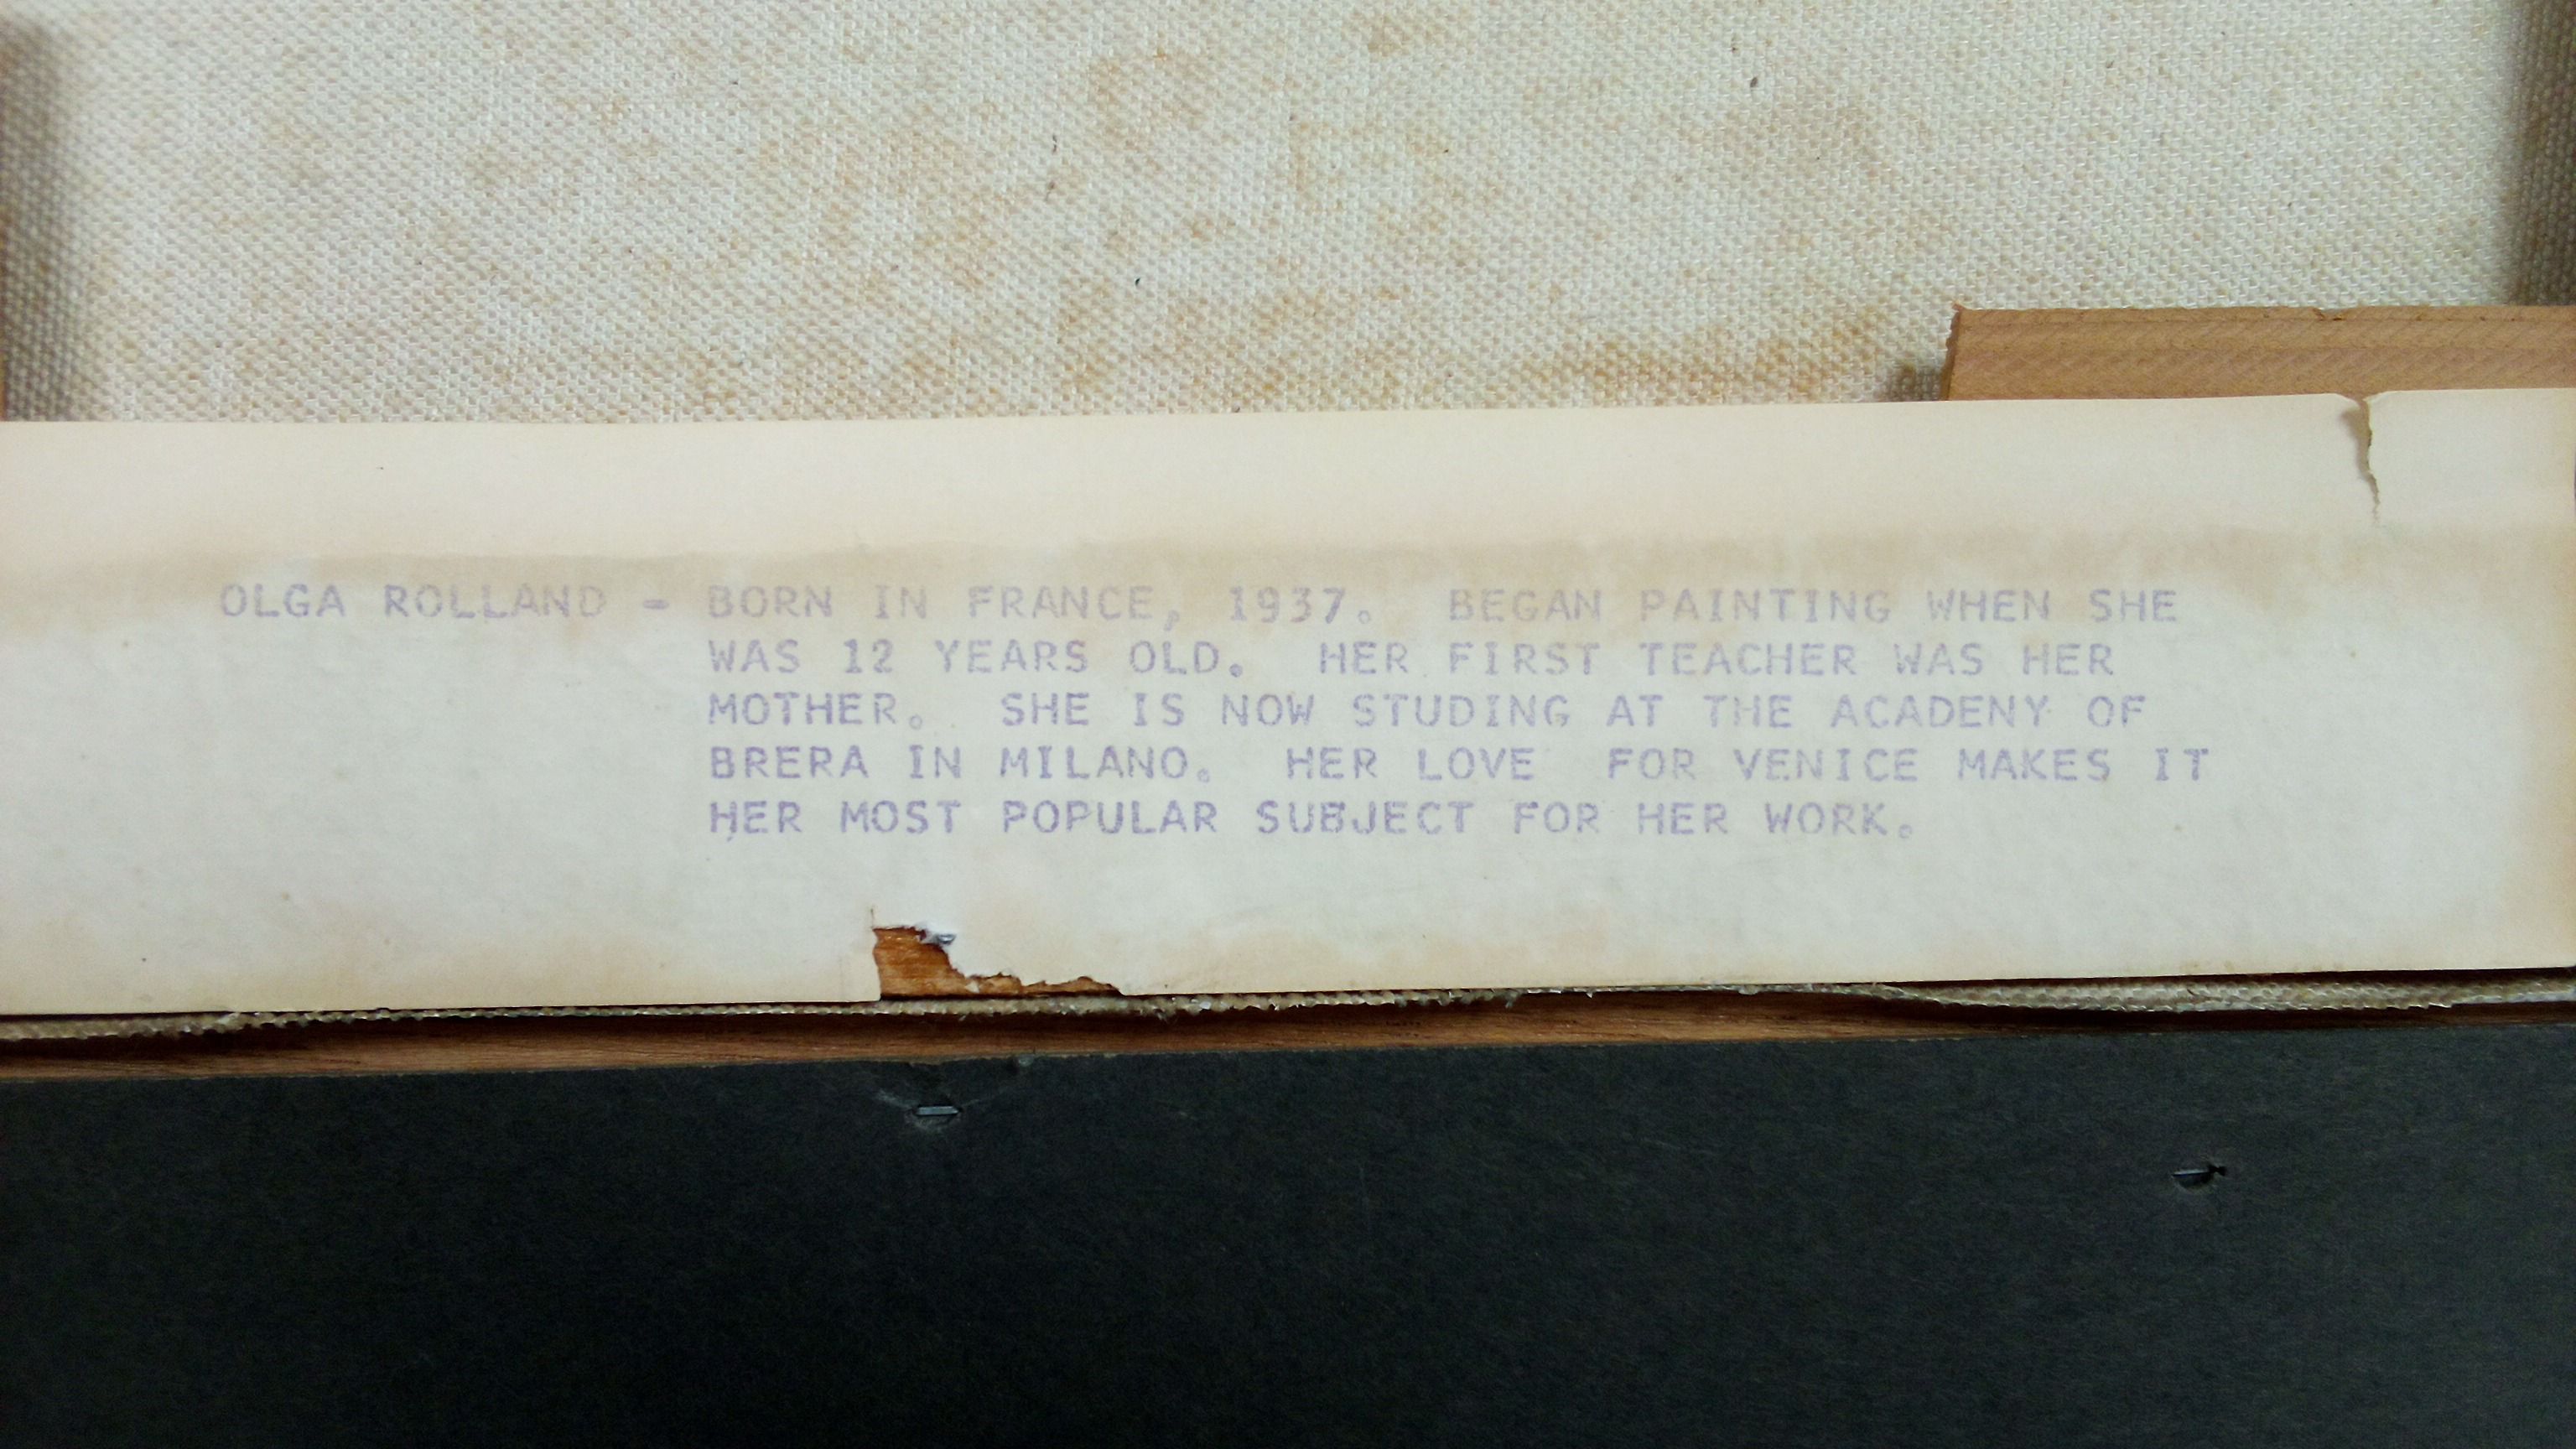 OLGA ROLLAND - BORN IN FRANCE, 1937. BEGAN PAINTING WHEN SHE
WAS 12 YEARS OLD. HER FIRST TEACHER WAS HER
MOTHER. SHE IS NOW STUDING AT THE ACADENY OF
BRERA IN MILANO. HER LOVE FOR VENICE MAKES IT
HER MOST POPULAR SUBJECT FOR HER WORK.